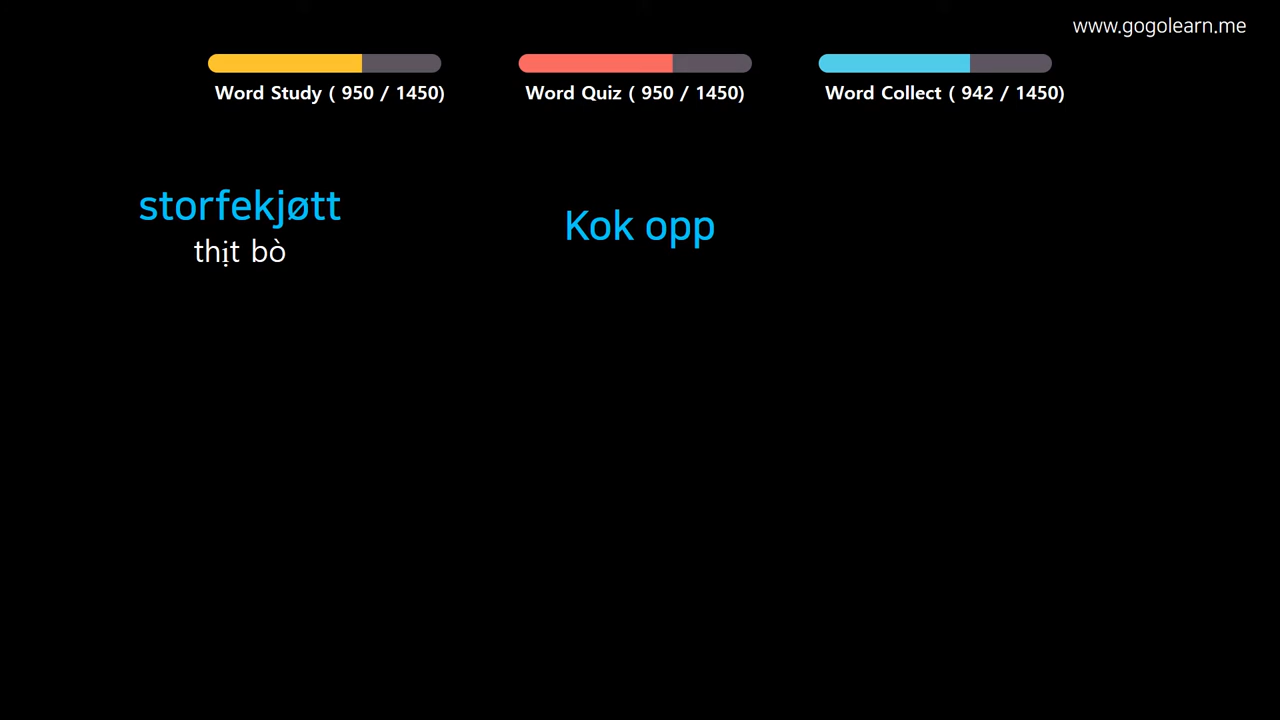 www.gogolearn.me
Word Study ( 950 / 1450)
Word Quiz ( 950 / 1450)
Word Collect ( 942 / 1450)
storfekjøtt
thịt bò
Kok opp